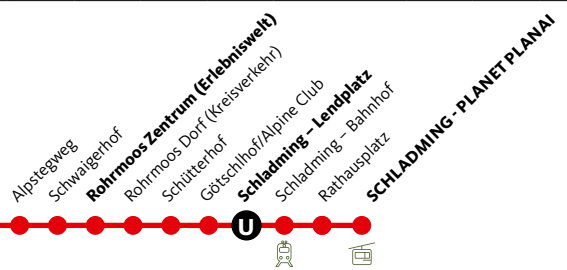 Alpstegweg
Schwaigerhof
Rohrmoos Zentrum (Erlebniswelt)
Rohrmoos Dorf (Kreisverkehr)
Schütterhof
Götschlhof/Alpine Club
Schladming – Lendplatz
Schladming – Bahnhof
Rathausplatz
SCHLADMING - PLANET PLANAI
U